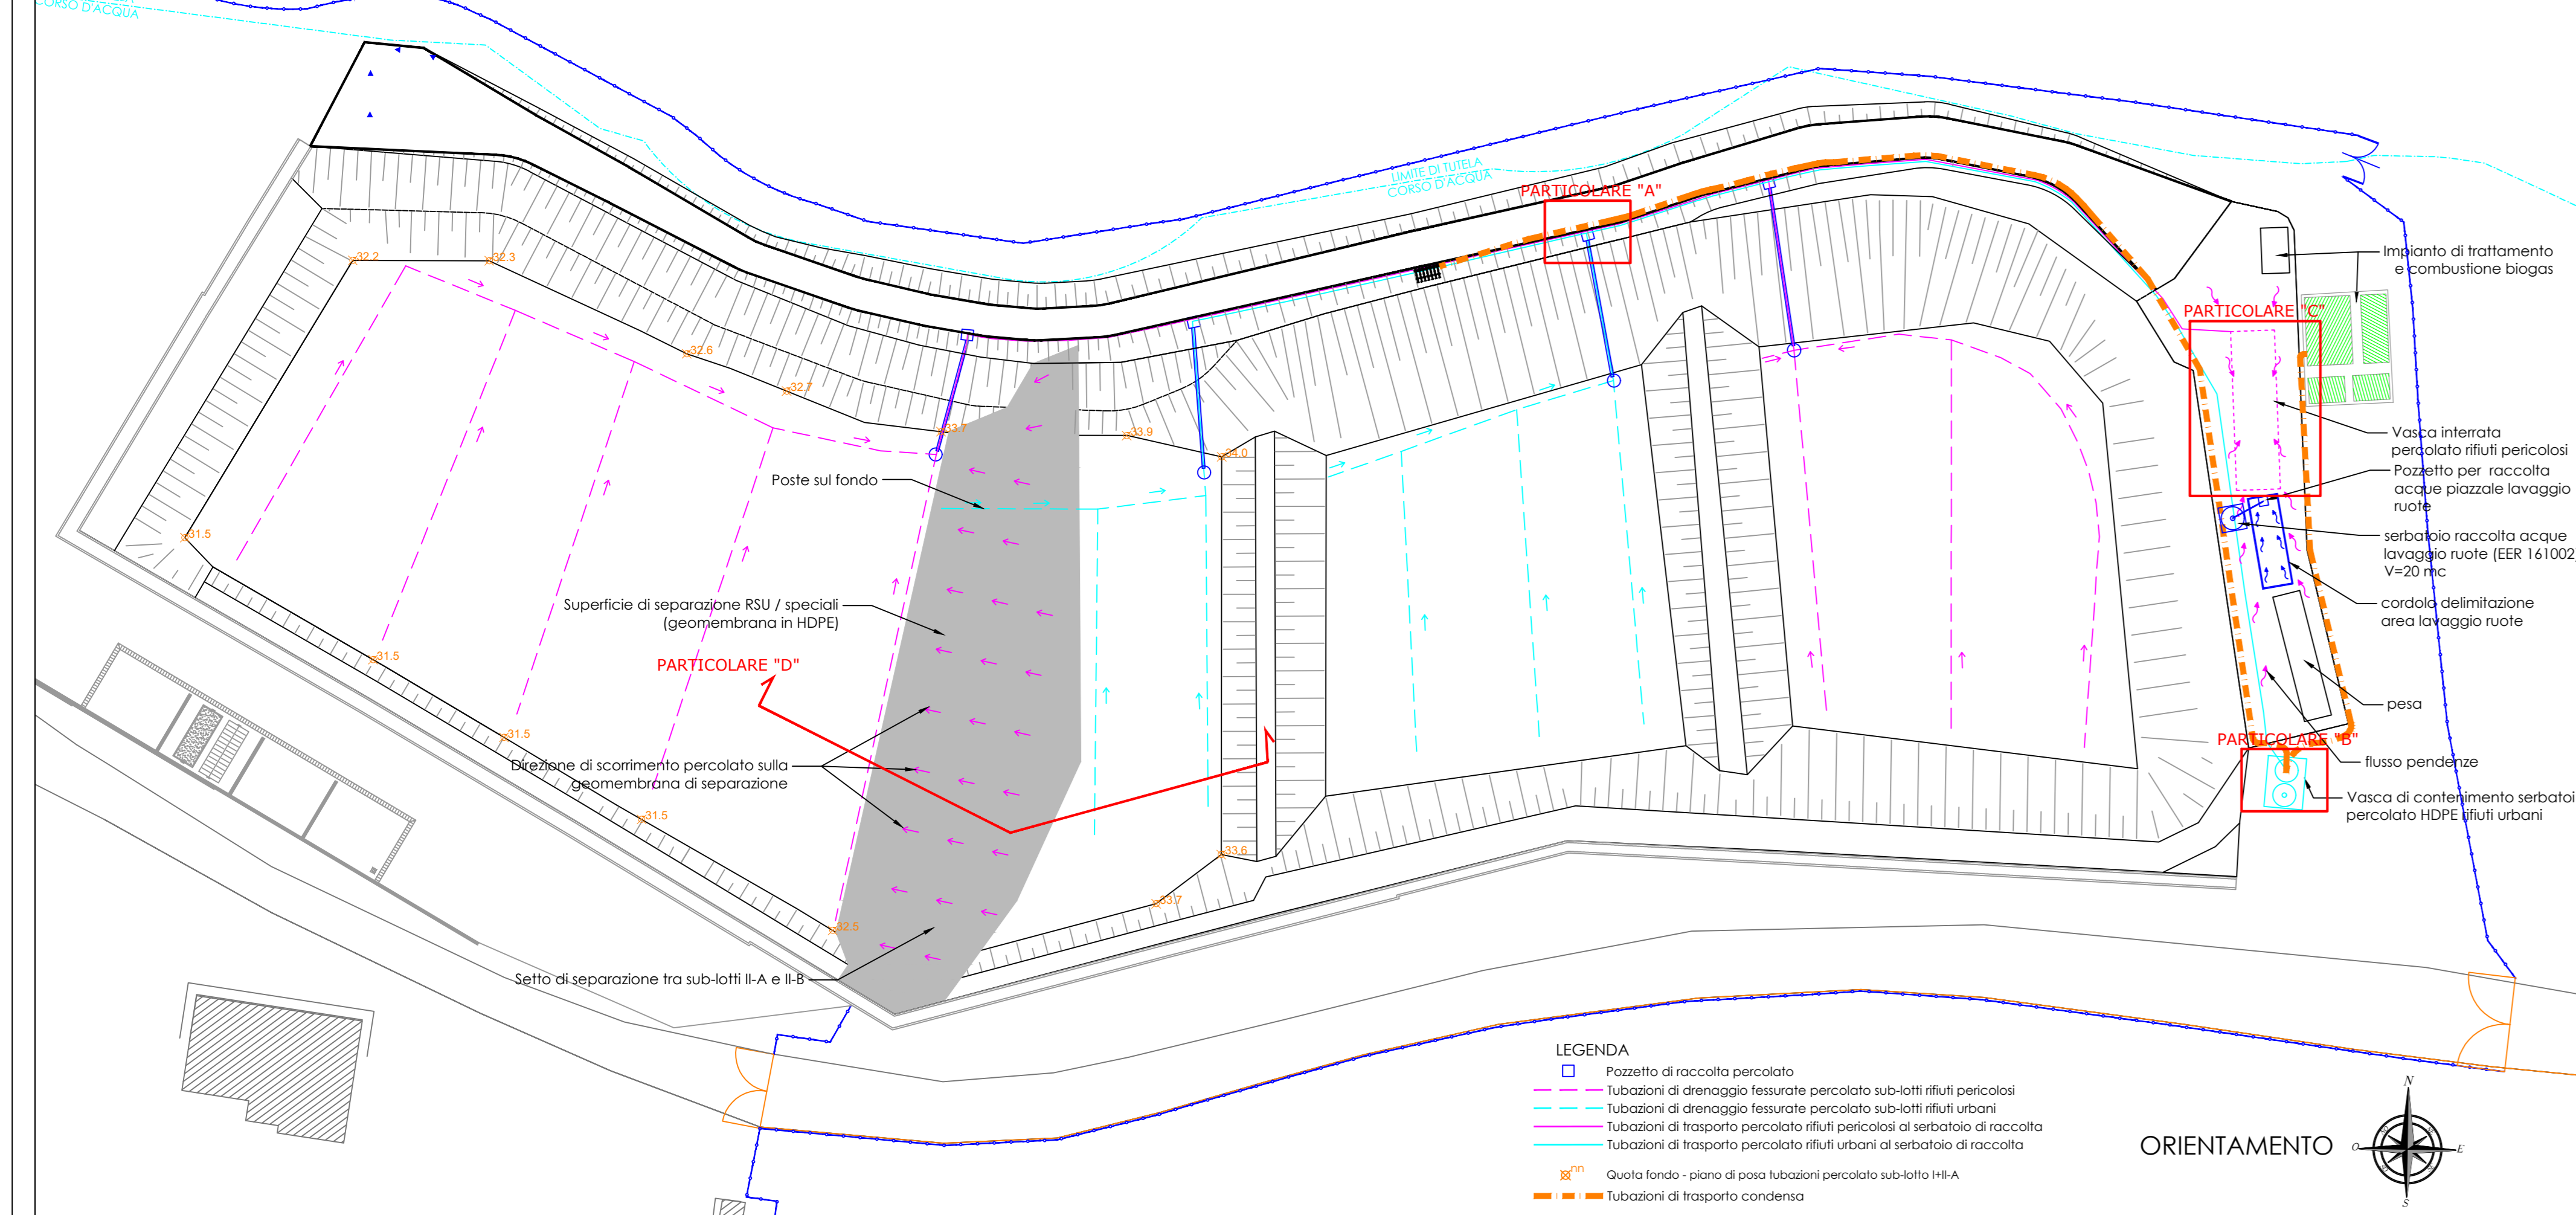 CORSO D'ACQUA
LIMITE DI TUTELA
CORSO D'ACQUA
PARTICOLARE "A"
Impianto di trattamento
e combustione biogas
32.2
32.3
PARTICOLARE "C"
32.6
32.7
33.7
33.9
34.0
Vasca interrata
percolato rifiuti pericolosi
Pozzetto per raccolta
acque piazzale lavaggio
ruote
Poste sul fondo
31.5
serbatoio raccolta acque
lavaggio ruote (EER 161002)
V=20 mc
Superficie di separazione RSU / speciali
(geomembrana in HDPE)
cordolo delimitazione
area lavaggio ruote
31.5
PARTICOLARE "D"
pesa
31.5
PARTICOLARE "B"
Direzione di scorrimento percolato sulla
geomembrana di separazione
flusso pendenze
31.5
Vasca di contenimento serbatoi
percolato HDPE rifiuti urbani
33.6
33.7
32.5
Setto di separazione tra sub-lotti II-A e II-B
LEGENDA
Pozzetto di raccolta percolato
Tubazioni di drenaggio fessurate percolato sub-lotti rifiuti pericolosi
Tubazioni di drenaggio fessurate percolato sub-lotti rifiuti urbani
Tubazioni di trasporto percolato rifiuti pericolosi al serbatoio di raccolta
Tubazioni di trasporto percolato rifiuti urbani al serbatoio di raccolta
nn
Quota fondo - piano di posa tubazioni percolato sub-lotto I+II-A
Tubazioni di trasporto condensa
ORIENTAMENTO
N
O
E
S